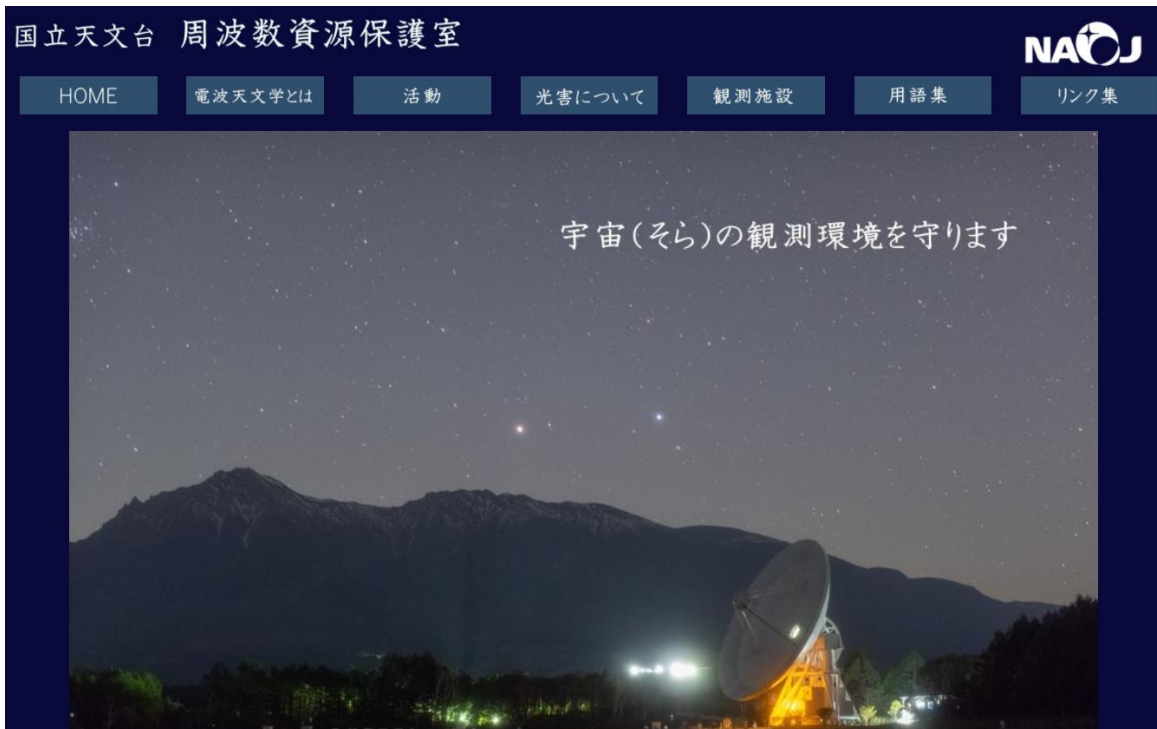 国立天文台 周波数資源保護室
NAOJ
HOME
電波天文学とは
活動
光害について
観測施設
用語集
リンク集
宇宙(そら)の観測環境を守ります